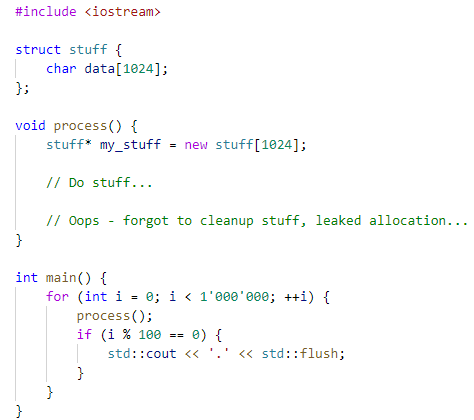 #include <iostream>
struct stuff {
    char data[1024];
};
void process() {
    stuff* my_stuff = new stuff[1024];
    // Do stuff...
    // Oops - forgot to cleanup stuff, leaked allocation...
}
int main() {
    for (int i = 0; i < 1'000'000; ++i) {
        process();
        if (i % 100 == 0) {
            std::cout << '.' << std::flush;
        }
    }
}